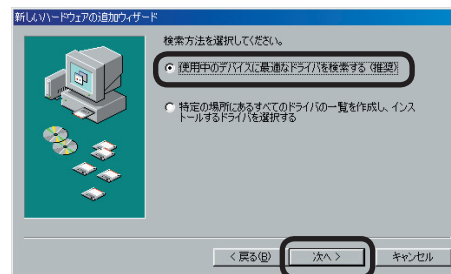 新しいハードウェアの追加ウィザード
検索方法を選択してください。
使用中のデバイスに最適なドライバを検索する（推奨）
特定の場所にあるすべてのドライバの一覧を作成し、インス
トールするドライバを選択する
< 戻る(B)
次へ >
キャンセル